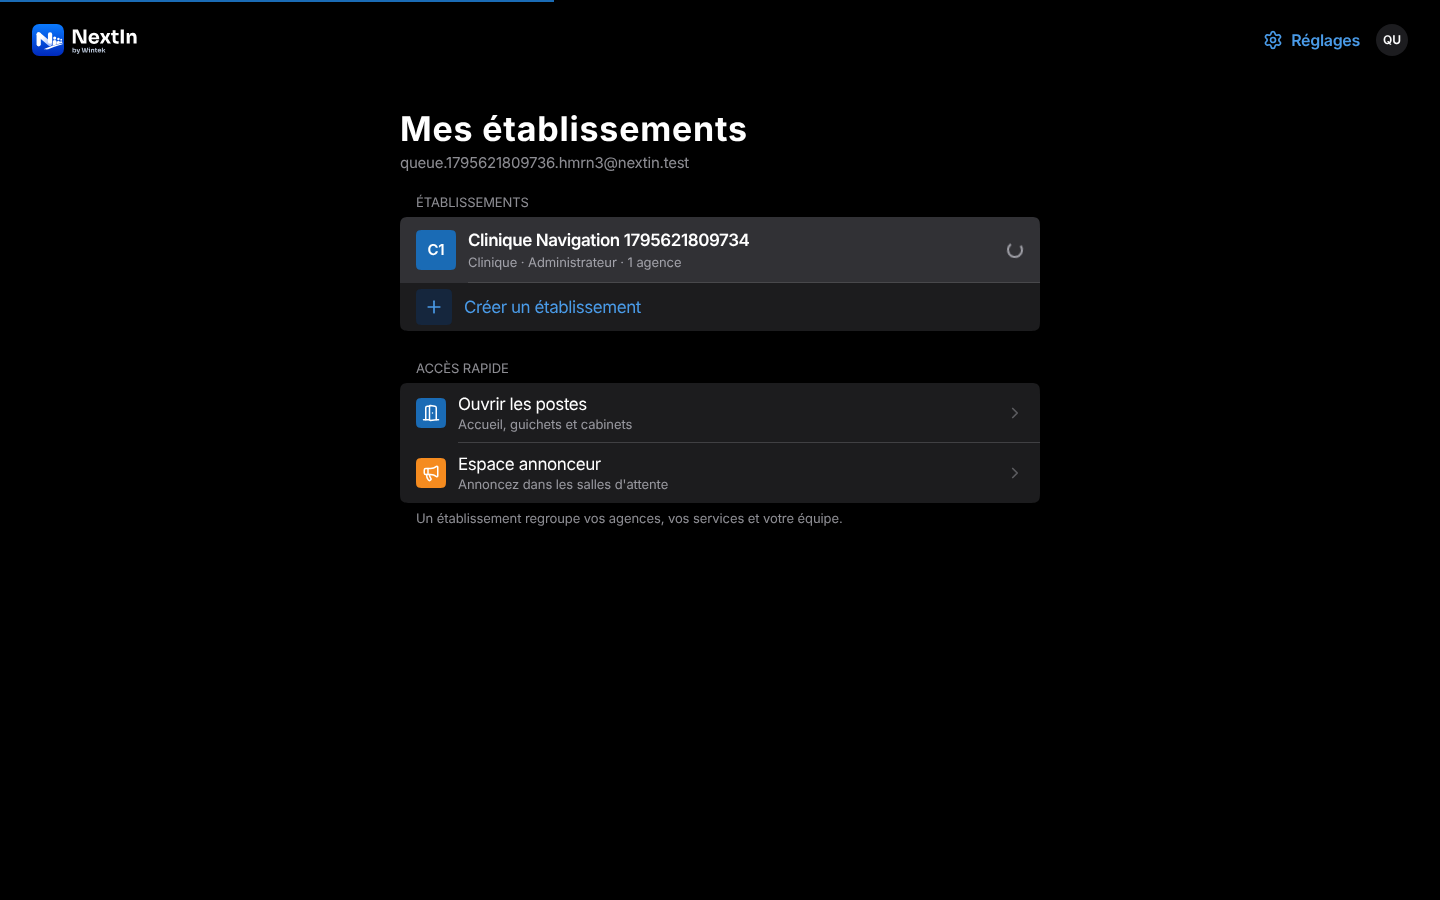 NextIn
by Wintek
Réglages
QU
Mes établissements
queue.1795621809736.hmrn3@nextin.test
ÉTABLISSEMENTS
C1
Clinique Navigation 1795621809734
Clinique · Administrateur · 1 agence
Créer un établissement
ACCÈS RAPIDE
Ouvrir les postes
Accueil, guichets et cabinets
Espace annonceur
Annoncez dans les salles d'attente
Un établissement regroupe vos agences, vos services et votre équipe.